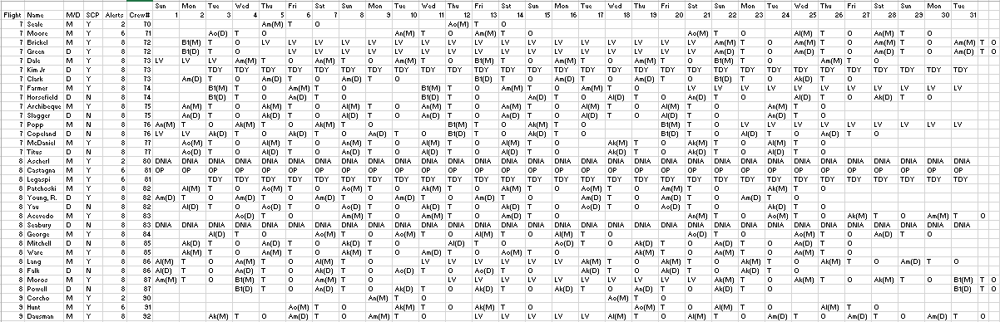 Sun Mon Tue Wed Thu Fri Sat Sun Mon Tue Wed Thu Fri Sat Sun Mon Tue Wed Thu Fri Sat Sun Mon Tue Wed Thu Fri Sat Sun Mon Tue
Flight Name M/D SCP Alerts Crew# 1 2 3 4 5 6 7 8 9 10 11 12 13 14 15 16 17 18 19 20 21 22 23 24 25 26 27 28 29 30 31
7 Seale M Y 2 70 Am(M) T O Ao(M) T O
7 Moore M Y 6 71 Ao(D) T O An(M) T O Am(M) T O Ao(M) T O Al(M) T O An(M) T O
7 Brickel M Y 8 72 B1(M) T O LV LV LV LV LV LV LV LV LV LV LV LV LV LV LV LV Am(M) T O Am(M) T O An(M) T O Am(M) T O
7 Green D Y 8 72 B1(D) T O LV LV LV LV LV LV LV LV LV LV LV LV LV LV LV Am(D) T O An(D) T O Am(D) T O Am(D) T O
7 Dale M Y 8 73 LV LV LV Am(M) T O An(M) T O Am(M) T O B1(M) T O Am(M) T O Am(M) T O B1(M) T O Am(M) T O
7 Kim Jr D Y 8 73 TDY TDY TDY TDY TDY TDY TDY TDY TDY TDY TDY TDY TDY TDY TDY TDY TDY TDY TDY TDY TDY TDY TDY TDY TDY TDY TDY TDY TDY
7 Clark D O 8 73 Am(D) T O Am(D) T O Am(D) T O B1(D) T O Am(D) T O Am(D) T O B1(D) T O Ak(D) T O
7 Farmer M Y 8 74 B1(M) T O An(M) T O B1(M) T O Am(M) T O An(M) T O Am(M) T O LV LV LV LV LV LV LV LV LV LV LV
7 Horsefield D N 8 74 B1(D) T O An(D) T O B1(D) T O An(D) T O An(D) T O Al(D) T O Ak(D) T O
7 Archibeque M Y 8 75 An(M) T O Ak(M) T O Al(M) T O An(M) T O Ak(M) T O Al(M) T O Al(M) T O An(M) T O
7 Slagger D N 8 75 An(D) T O Ak(D) T O Al(D) T O An(D) T O Ak(D) T O Al(D) T O Al(D) T O An(D) T O
7 Popp M N 8 76 An(M) T O Ak(M) T O Ak(M) T O B1(M) T O Ak(M) T O B1(M) T O LV LV LV LV LV LV LV LV LV
7 Copeland D N 8 76 LV LV Ak(D) T O Ak(D) T O An(D) T O B1(D) T O Ak(D) T O B1(D) T O Ak(D) T O An(D) T O
7 McDaniel M Y 8 77 Ao(M) T O Al(M) T O An(M) T O Al(M) T O Am(M) T O Al(M) T O Ak(M) T O Al(M) T O
7 Titus D N 8 77 Ao(D) T O Al(D) T O An(D) T O Al(D) T O An(D) T O Al(D) T O Ak(D) T O Al(D) T O
8 Ascherl M Y 2 80 DNIA DNIA DNIA DNIA DNIA DNIA DNIA DNIA DNIA DNIA DNIA DNIA DNIA DNIA DNIA DNIA DNIA DNIA DNIA DNIA DNIA DNIA DNIA DNIA DNIA DNIA DNIA DNIA DNIA DNIA DNIA
8 Castagna M Y 6 81 OP OP OP OP OP OP OP OP OP OP OP OP OP OP OP OP OP OP OP OP OP OP OP OP OP OP OP OP OP OP OP
8 Legaspi M Y 6 81 TDY TDY TDY TDY TDY TDY TDY TDY TDY TDY TDY TDY TDY TDY TDY TDY TDY TDY TDY TDY TDY TDY TDY TDY TDY TDY TDY TDY TDY
8 Patchoski M Y 8 82 Al(M) T O An(M) T O Ao(M) T O Ak(M) T O Ak(M) T O Ao(M) T O Am(M) T O Ak(M) T O
8 Young, R. D Y 8 82 Am(D) T O Am(D) T O Am(D) T O Am(D) T O Am(D) T O Am(D) T O Am(D) T O
8 Yau D N 8 82 Al(D) T O Ao(D) T O Ao(D) T O Ak(D) T O Ak(D) T O Ao(D) T O Ak(D) T O
8 Acevedo M Y 8 83 Ao(D) T O Am(M) T O Am(D) T O Ao(M) T O An(M) T O Ao(M) T O Ak(M) T O Am(M) T O
8 Seabury D N 8 83 DNIA DNIA DNIA DNIA DNIA DNIA DNIA DNIA DNIA DNIA DNIA DNIA DNIA DNIA DNIA DNIA DNIA DNIA DNIA DNIA DNIA DNIA DNIA DNIA DNIA DNIA DNIA DNIA DNIA DNIA DNIA
8 George M Y 8 84 Al(D) T O Ao(M) T O Al(M) T O Ao(M) T O Ak(M) T O Ao(M) T O
8 Mitchell D N 8 85 Ak(D) T O An(D) T O Ak(D) T O Al(D) T O Ao(D) T O Ak(D) T O An(D) T O
8 Ware M Y 8 85 Ak(M) T O An(M) T O Ak(M) T O Am(D) T O An(M) T O Ao(M) T O Ak(M) T O An(M) T O
8 Lang M Y 8 86 Al(M) T O An(M) T O Al(M) T O LV LV LV LV Ak(M) T O Al(M) T O Ak(M) T O Am(M) T O An(D) T O
8 Falk D N 8 86 Al(D) T O An(D) T O Al(D) T O Ao(D) T O Al(D) T O Ak(D) T O Al(D) T O Ak(D) T O
8 Moros M Y 8 87 Am(M) T O B1(M) T O Am(M) T O LV LV LV LV LV LV LV Am(M) T O Ak(M) T O Am(M) T O Ak(M) T O B1(M) T O
8 Powell D N 8 87 B1(D) T O An(D) T O An(D) T O Ak(D) T O Ak(D) T O An(D) T O Ak(D) T O B1(D) T O
9 Corcho M Y 2 90 An(M) T O Ao(M) T O
9 Hunt M Y 6 91 Ao(M) T O Am(M) T O An(M) T O An(M) T O Al(M) T O Al(M) T O
9 Dausman M Y 8 92 Ak(M) T O Am(D) T O Am(D) T O LV LV LV LV LV Al(M) T O Am(D) T O Am(D) T O Am(D) T O